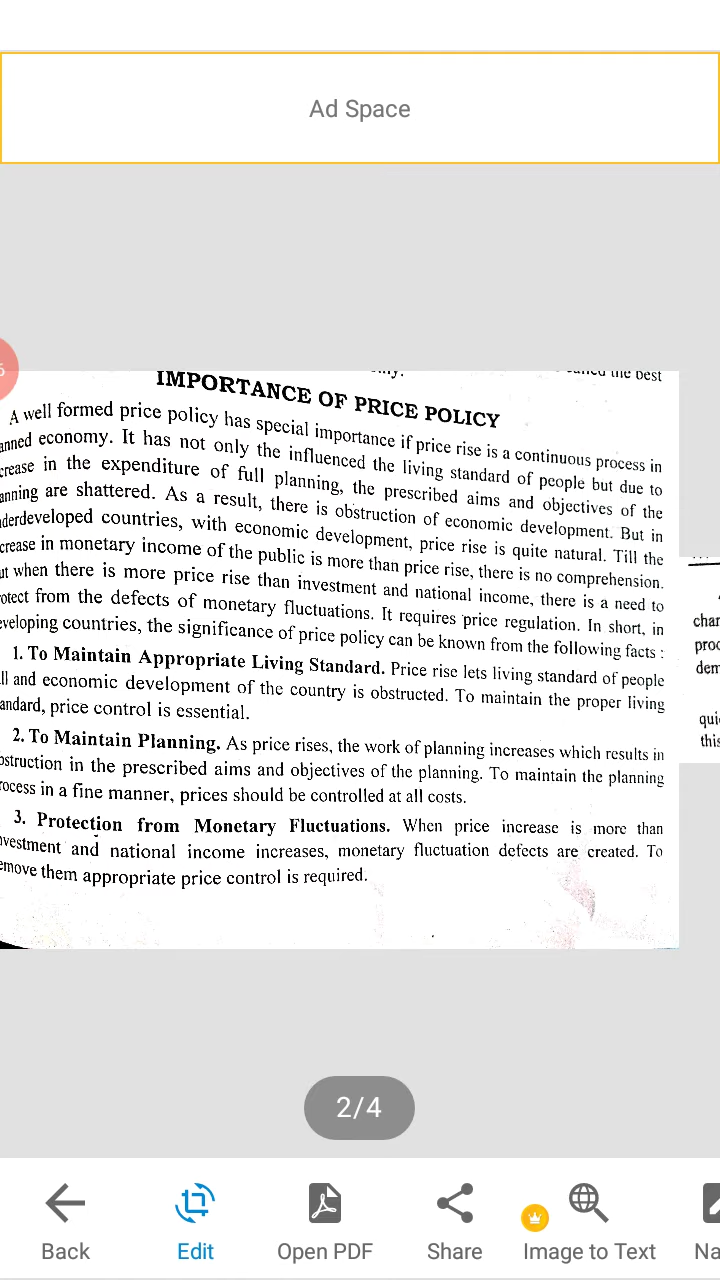 Ad Space
the best
IMPORTANCE OF PRICE POLICY
A well formed price policy has special importance if price rise is a continuous process in
anned economy. It has not only the influenced the living standard of people but due to
crease in the expenditure of full planning, the prescribed aims and objectives of the
anning are shattered. As a result, there is obstruction of economic development. But in
derdeveloped countries, with economic development, price rise is quite natural. Till the
crease in monetary income of the public is more than price rise, there is no comprehension.
ut when there is more price rise than investment and national income, there is a need to
otect from the defects of monetary fluctuations. It requires price regulation. In short, in
eveloping countries, the significance of price policy can be known from the following facts :
1. To Maintain Appropriate Living Standard. Price rise lets living standard of people
ll and economic development of the country is obstructed. To maintain the proper living
andard, price control is essential.
2. To Maintain Planning. As price rises, the work of planning increases which results in
bstruction in the prescribed aims and objectives of the planning. To maintain the planning
rocess in a fine manner, prices should be controlled at all costs.
3. Protection from Monetary Fluctuations. When price increase is more than
nvestment and national income increases, monetary fluctuation defects are created. To
emove them appropriate price control is required.
char
proc
dem
qui
this
2/4
Back
Edit
Open PDF
Share
Image to Text
Na